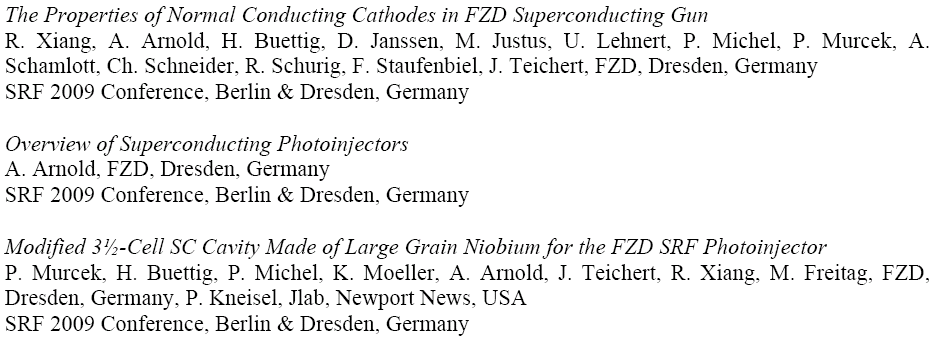 The Properties of Normal Conducting Cathodes in FZD Superconducting Gun
R. Xiang, A. Arnold, H. Buettig, D. Janssen, M. Justus, U. Lehnert, P. Michel, P. Murcek, A.
Schamlott, Ch. Schneider, R. Schurig, F. Staufenbiel, J. Teichert, FZD, Dresden, Germany
SRF 2009 Conference, Berlin & Dresden, Germany
Overview of Superconducting Photoinjectors
A. Arnold, FZD, Dresden, Germany
SRF 2009 Conference, Berlin & Dresden, Germany
Modified 3½-Cell SC Cavity Made of Large Grain Niobium for the FZD SRF Photoinjector
P. Murcek, H. Buettig, P. Michel, K. Moeller, A. Arnold, J. Teichert, R. Xiang, M. Freitag, FZD,
Dresden, Germany, P. Kneisel, Jlab, Newport News, USA
SRF 2009 Conference, Berlin & Dresden, Germany